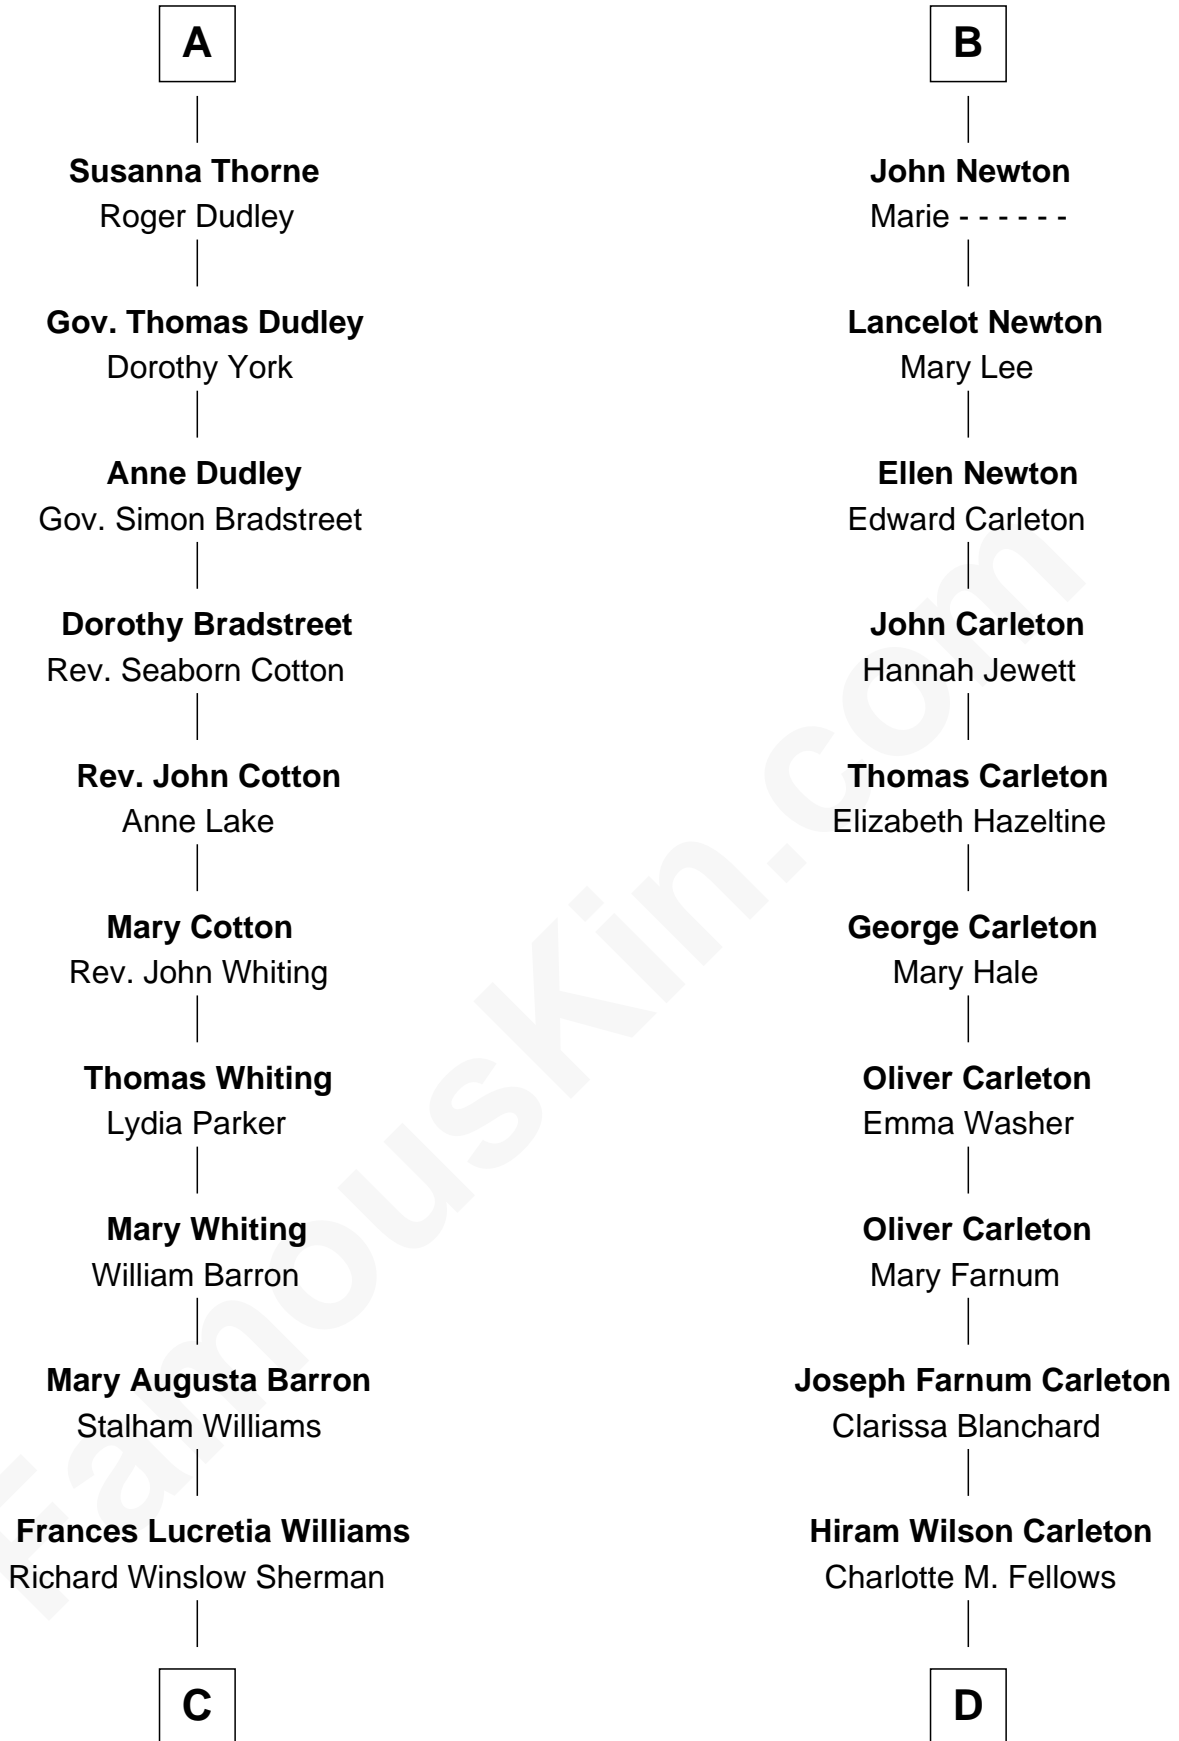 A
Susanna Thorne
Roger Dudley
Gov. Thomas Dudley
Dorothy York
Anne Dudley
Gov. Simon Bradstreet
Dorothy Bradstreet
Rev. Seaborn Cotton
Rev. John Cotton
Anne Lake
Mary Cotton
Rev. John Whiting
Thomas Whiting
Lydia Parker
Mary Whiting
William Barron
Mary Augusta Barron
Stalham Williams
Frances Lucretia Williams
Richard Winslow Sherman
C
B
John Newton
Marie - - - - - -
Lancelot Newton
Mary Lee
Ellen Newton
Edward Carleton
John Carleton
Hannah Jewett
Thomas Carleton
Elizabeth Hazeltine
George Carleton
Mary Hale
Oliver Carleton
Emma Washer
Oliver Carleton
Mary Farnum
Joseph Farnum Carleton
Clarissa Blanchard
Hiram Wilson Carleton
Charlotte M. Fellows
D
FamousKin.com